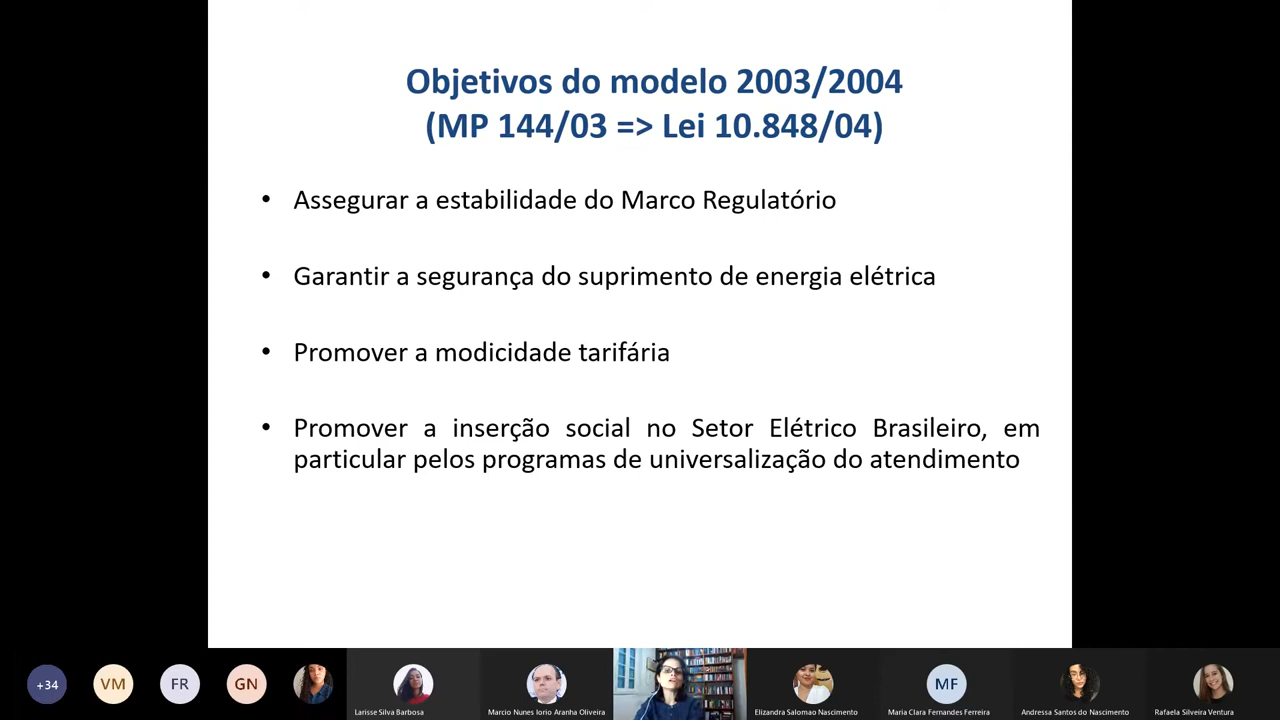 Objetivos do modelo 2003/2004
(MP 144/03 => Lei 10.848/04)
• Assegurar a estabilidade do Marco Regulatório
• Garantir a segurança do suprimento de energia elétrica
• Promover a modicidade tarifária
• Promover a inserção social no Setor Elétrico Brasileiro, em
particular pelos programas de universalização do atendimento
+34
VM
FR
GN
Larisse Silva Barbosa
Marcio Nunes Iorio Aranha Oliveira
Elizandra Salomao Nascimento
MF
Maria Clara Fernandes Ferreira
Andressa Santos do Nascimento
Rafaela Silveira Ventura